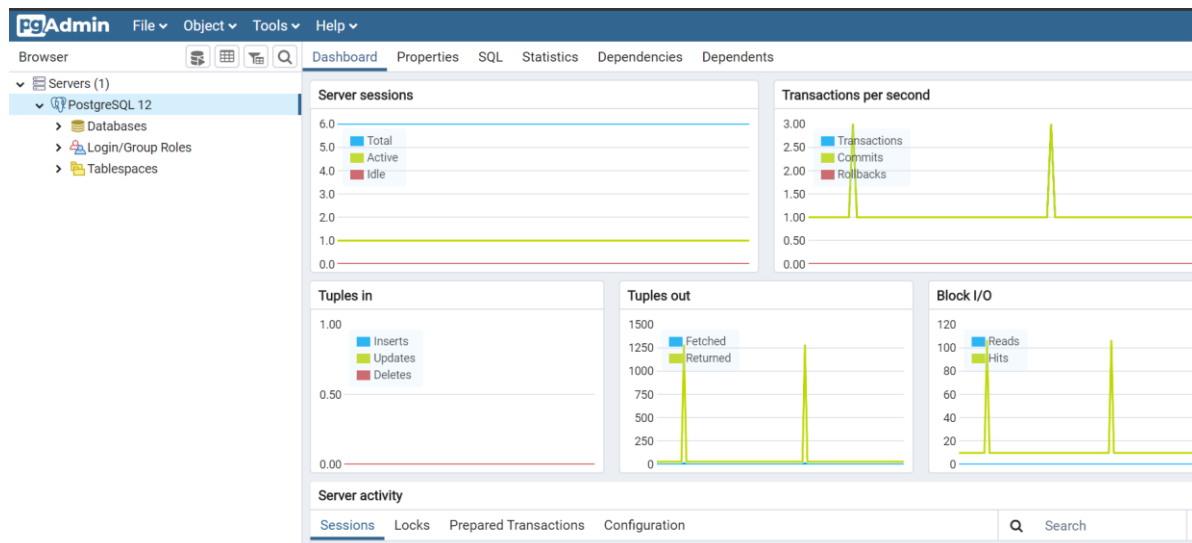 pgAdmin File Object Tools Help
Browser
Dashboard Properties SQL Statistics Dependencies Dependents
Servers (1)
PostgreSQL 12
Databases
Login/Group Roles
Tablespaces
Server sessions
6.0
5.0
4.0
3.0
2.0
1.0
0.0
Total
Active
Idle
Transactions per second
3.00
2.50
2.00
1.50
1.00
0.50
0.00
Transactions
Commits
Rollbacks
Tuples in
1.00
0.50
0.00
Inserts
Updates
Deletes
Tuples out
1500
1250
1000
750
500
250
0
Fetched
Returned
Block I/O
120
100
80
60
40
20
0
Reads
Hits
Server activity
Sessions Locks Prepared Transactions Configuration
Search